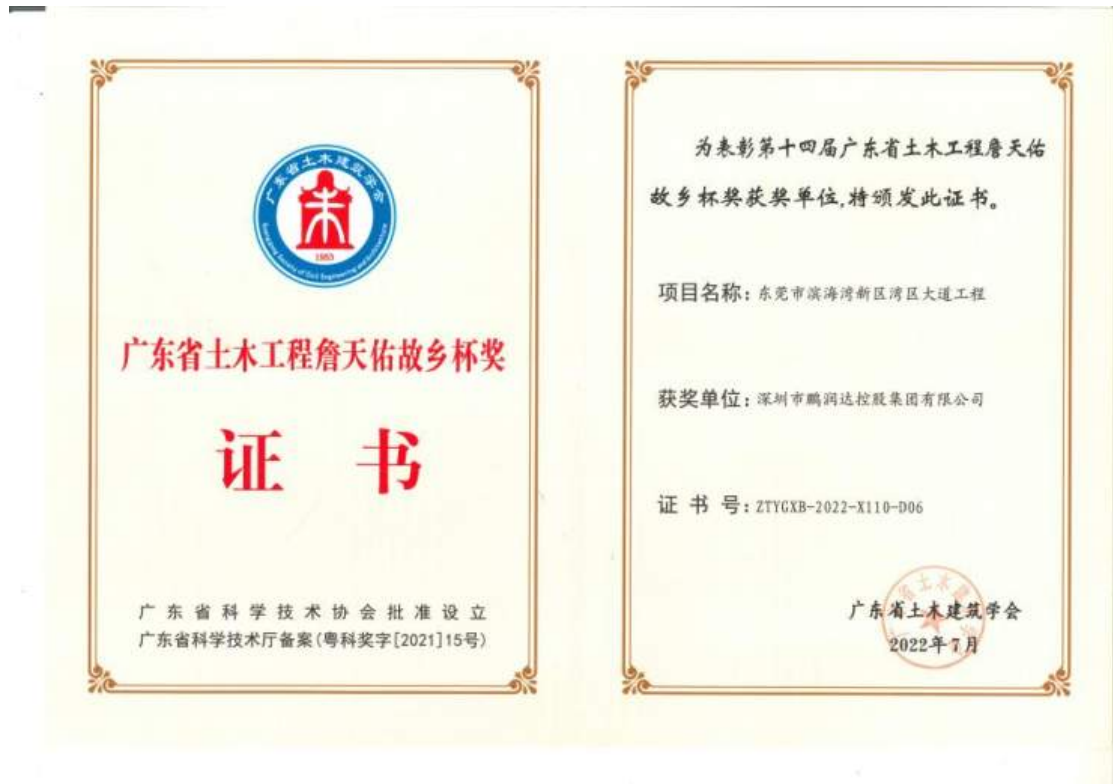 广东省土木建筑学会
1953
Guangdong Society of Civil Engineering and Architecture
广东省土木工程詹天佑故乡杯奖
证 书
广东省科学技术协会批准设立
广东省科学技术厅备案(粤科奖字[2021]15号)
为表彰第十四届广东省土木工程詹天佑
故乡杯奖获奖单位,特颁发此证书。
项目名称:东莞市滨海湾新区湾区大道工程
获奖单位:深圳市鹏润达控股集团有限公司
证 书 号:ZTYGXB-2022-X110-D06
广东省土木建筑学会
2022年7月